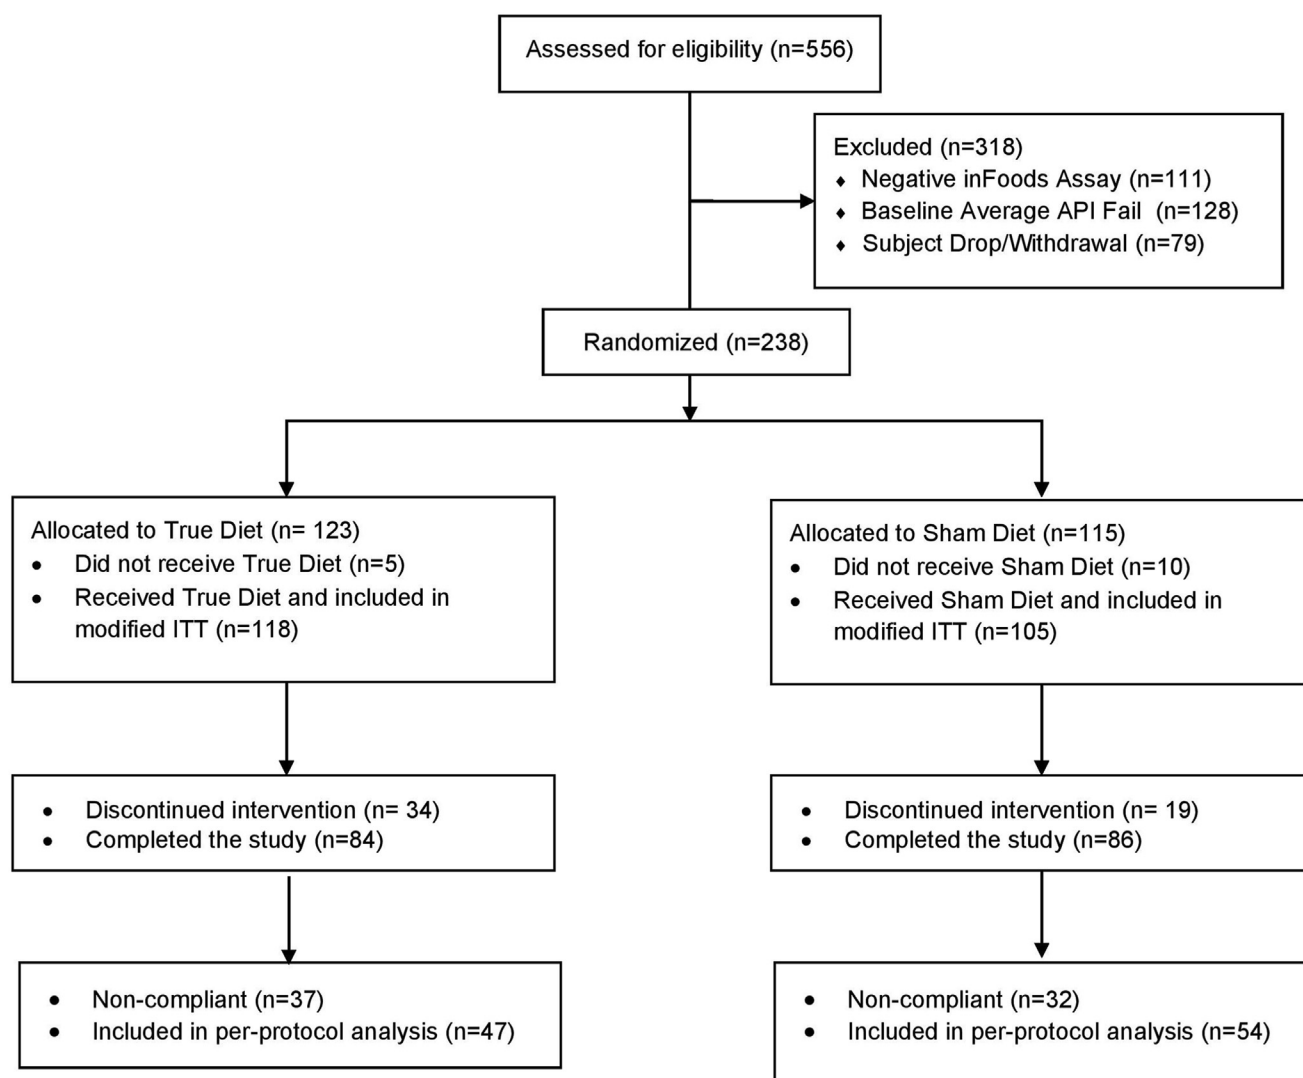 Assessed for eligibility (n=556)
Excluded (n=318)
♦ Negative inFoods Assay (n=111)
♦ Baseline Average API Fail (n=128)
♦ Subject Drop/Withdrawal (n=79)
Randomized (n=238)
Allocated to True Diet (n= 123)
• Did not receive True Diet (n=5)
• Received True Diet and included in
modified ITT (n=118)
Allocated to Sham Diet (n=115)
• Did not receive Sham Diet (n=10)
• Received Sham Diet and included in
modified ITT (n=105)
• Discontinued intervention (n= 34)
• Completed the study (n=84)
• Discontinued intervention (n= 19)
• Completed the study (n=86)
• Non-compliant (n=37)
• Included in per-protocol analysis (n=47)
• Non-compliant (n=32)
• Included in per-protocol analysis (n=54)